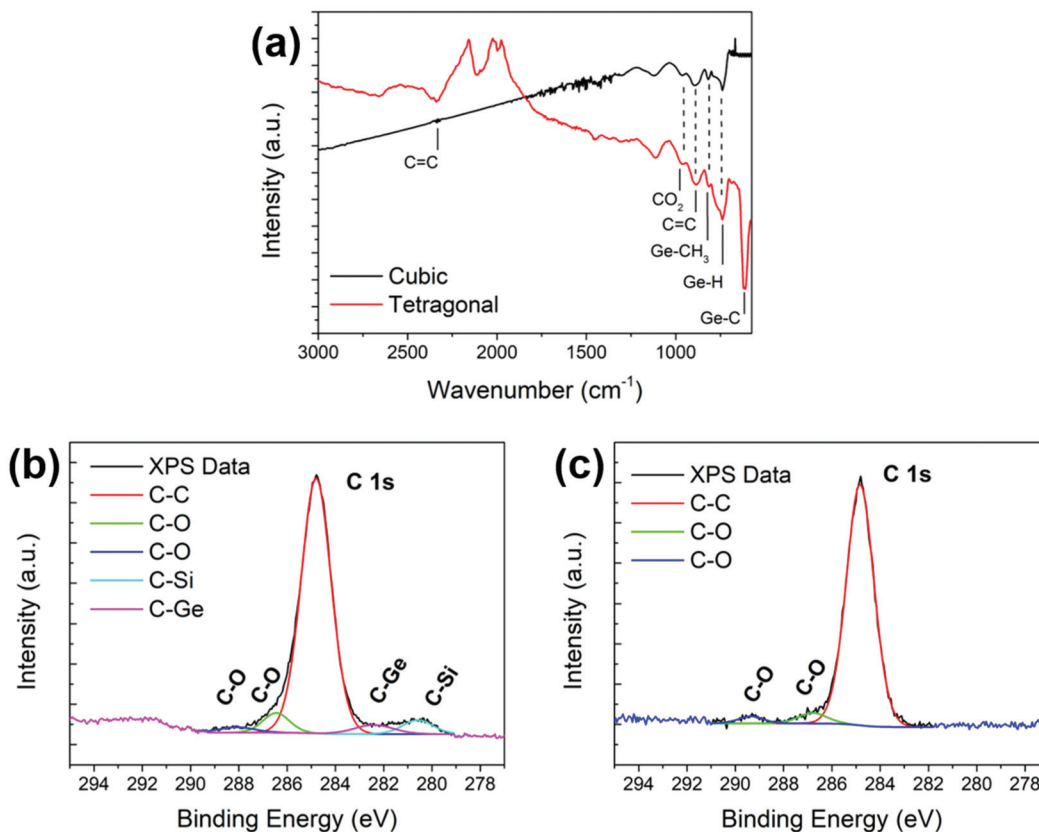 (a)
Intensity (a.u.)
C=C
CO₂
C=C
Ge-CH₃
Ge-H
Ge-C
Cubic
Tetragonal
3000 2500 2000 1500 1000
Wavenumber (cm⁻¹)
(b)
XPS Data
C-C
C-O
C-O
C-Si
C-Ge
C 1s
C-O
C-O
C-Ge
C-Si
Intensity (a.u.)
294 292 290 288 286 284 282 280 278
Binding Energy (eV)
(c)
XPS Data
C-C
C-O
C-O
C 1s
C-O
C-O
Intensity (a.u.)
294 292 290 288 286 284 282 280 278
Binding Energy (eV)